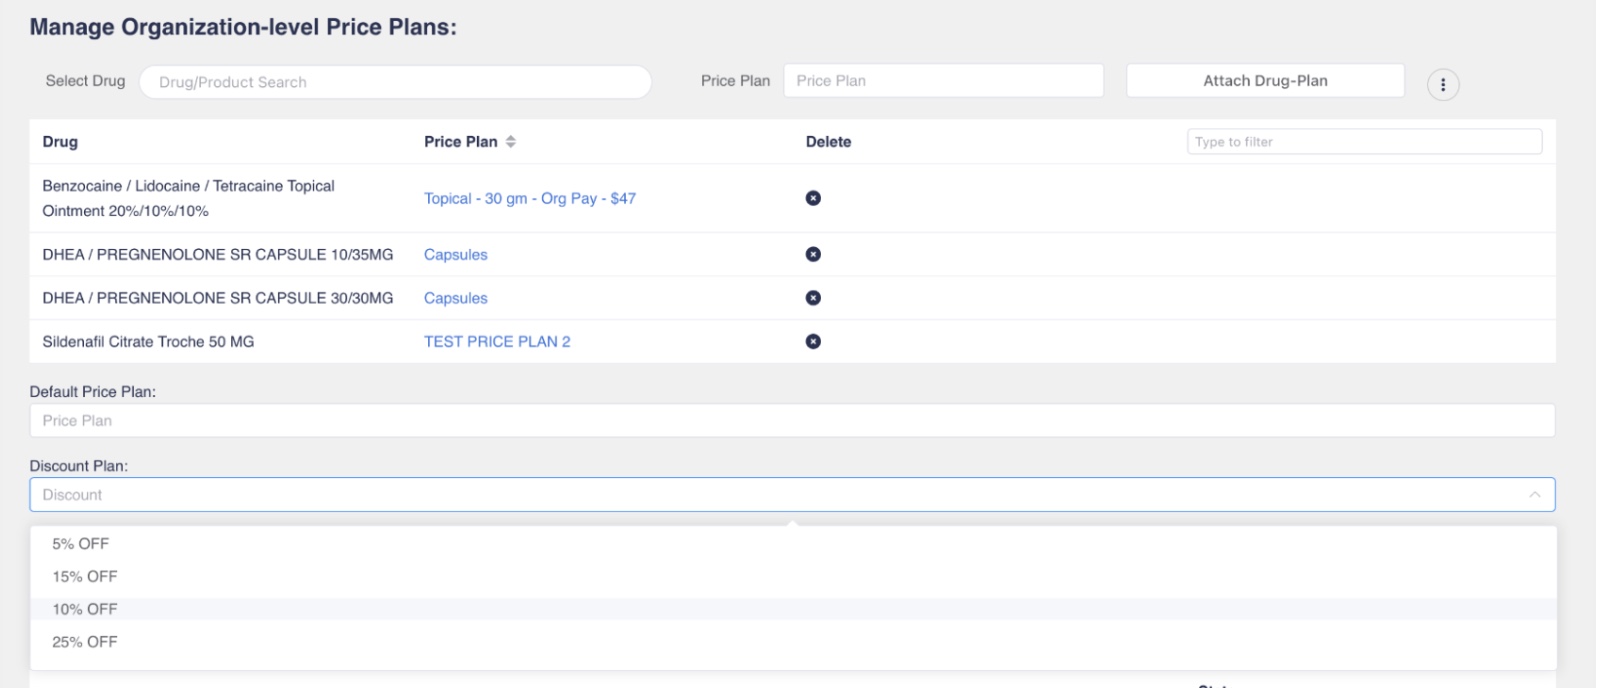 Manage Organization-level Price Plans:
Select Drug Drug/Product Search Price Plan Price Plan Attach Drug-Plan
Drug Price Plan Delete Type to filter
Benzocaine / Lidocaine / Tetracaine Topical
Ointment 20%/10%/10%
Topical - 30 gm - Org Pay - $47
DHEA / PREGNENOLONE SR CAPSULE 10/35MG Capsules
DHEA / PREGNENOLONE SR CAPSULE 30/30MG Capsules
Sildenafil Citrate Troche 50 MG TEST PRICE PLAN 2
Default Price Plan:
Price Plan
Discount Plan:
Discount
5% OFF
15% OFF
10% OFF
25% OFF